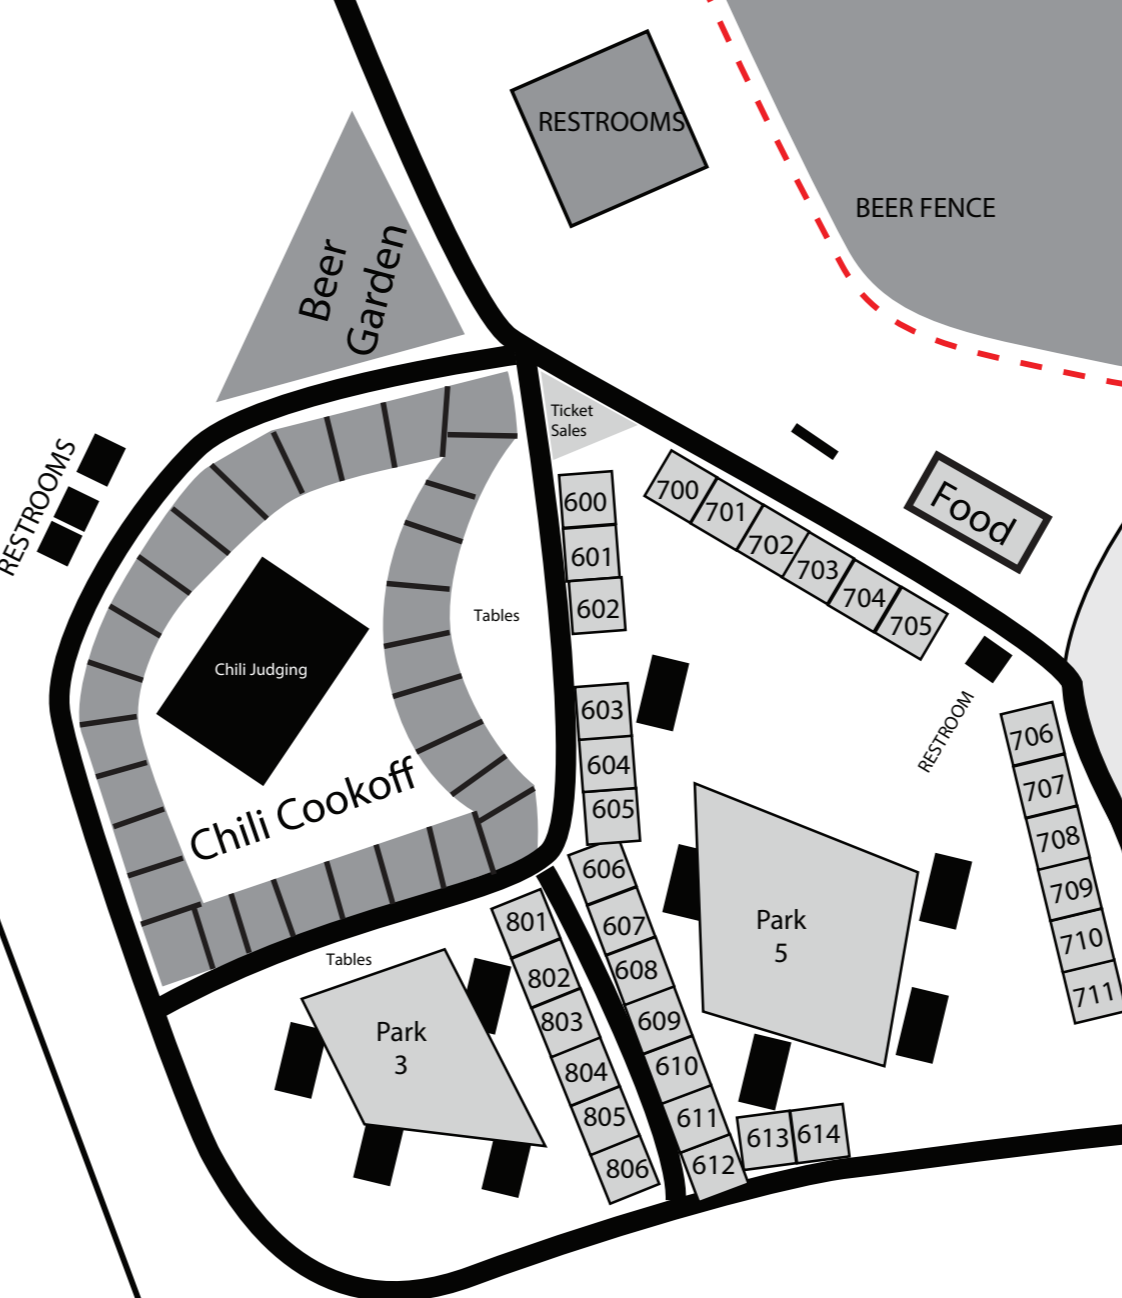 RESTROOMS
BEER FENCE
Beer
Garden
RESTROOMS
Ticket
Sales
Food
600
601
602
700
701
702
703
704
705
Tables
Chili Judging
Chili Cookoff
603
604
605
RESTROOM
706
707
708
709
710
711
606
607
608
609
610
611
612
613
614
Park
5
801
802
803
804
805
806
Tables
Park
3